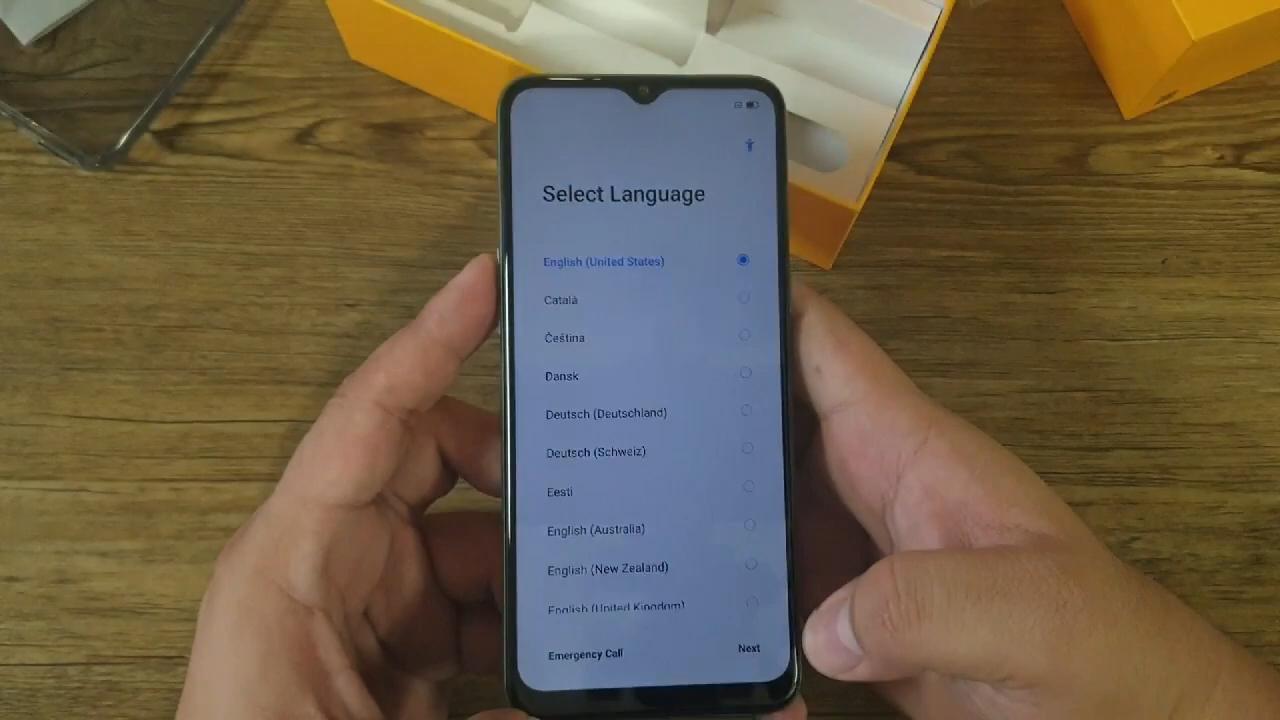 Select Language
English (United States)
Català
Čeština
Dansk
Deutsch (Deutschland)
Deutsch (Schweiz)
Eesti
English (Australia)
English (New Zealand)
English (United Kingdom)
Emergency Call
Next